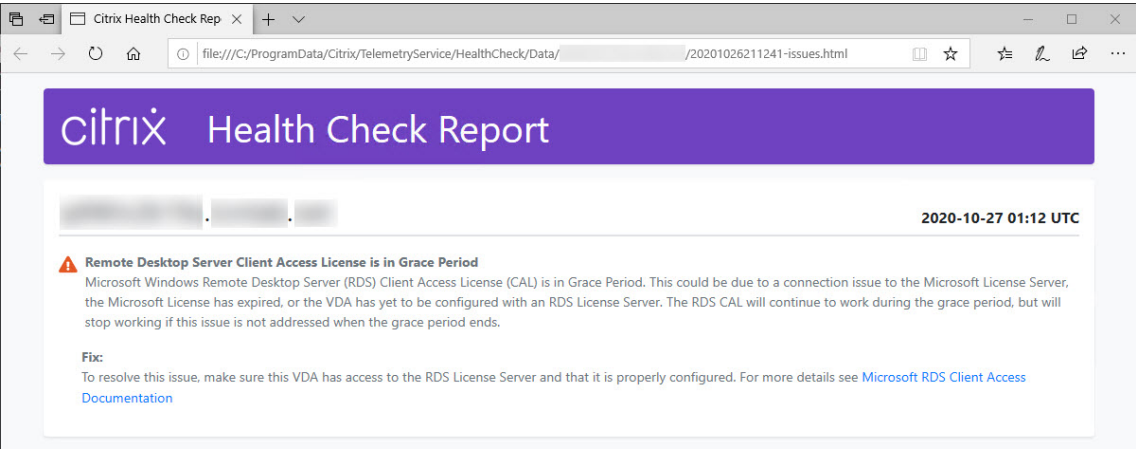 Citrix Health Check Rep
file:///C:/ProgramData/Citrix/TelemetryService/HealthCheck/Data/ /20201026211241-issues.html
citrix Health Check Report
2020-10-27 01:12 UTC
Remote Desktop Server Client Access License is in Grace Period
Microsoft Windows Remote Desktop Server (RDS) Client Access License (CAL) is in Grace Period. This could be due to a connection issue to the Microsoft License Server,
the Microsoft License has expired, or the VDA has yet to be configured with an RDS License Server. The RDS CAL will continue to work during the grace period, but will
stop working if this issue is not addressed when the grace period ends.
Fix:
To resolve this issue, make sure this VDA has access to the RDS License Server and that it is properly configured. For more details see Microsoft RDS Client Access
Documentation